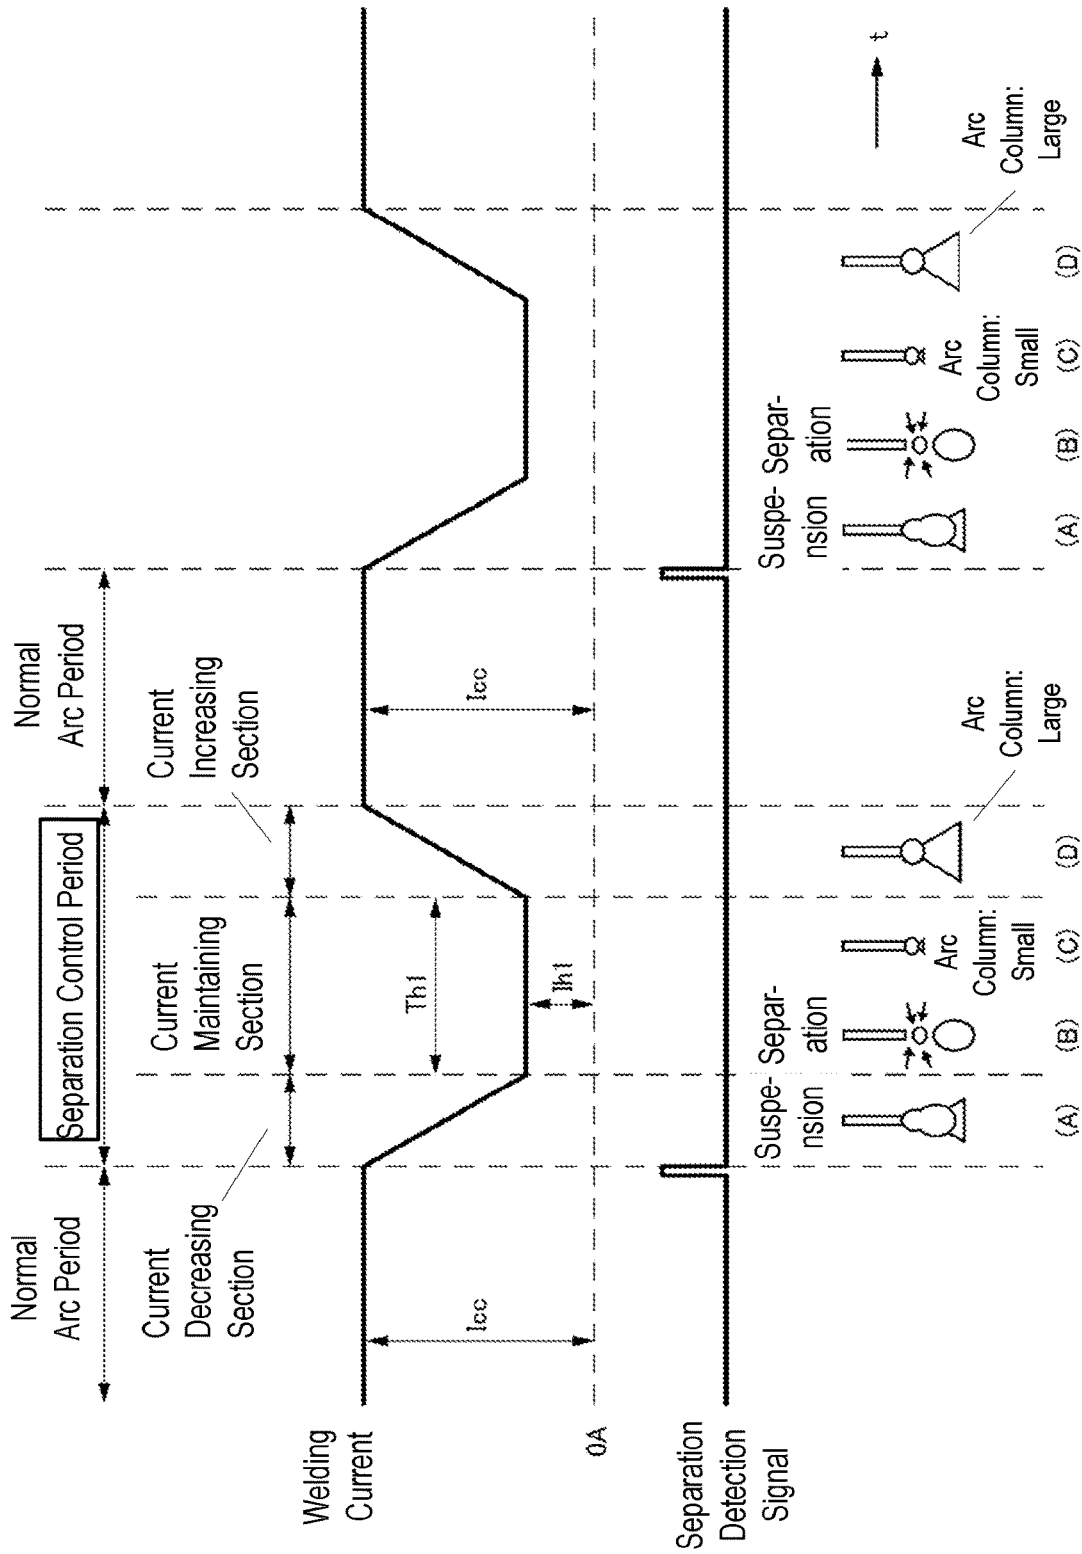 Normal
Arc Period
Separation Control Period
Normal
Arc Period
Current
Decreasing
Section
Current
Maintaining
Section
Current
Increasing
Section
Welding
Current
Icc
Th1
Ih1
Icc
0A
Separation
Detection
Signal
Suspe-
nsion
Separ-
ation
Arc
Column:
Small
Arc
Column:
Large
(A)
(B)
(C)
(D)
Suspe-
nsion
Separ-
ation
Arc
Column:
Small
Arc
Column:
Large
(A)
(B)
(C)
(D)
t